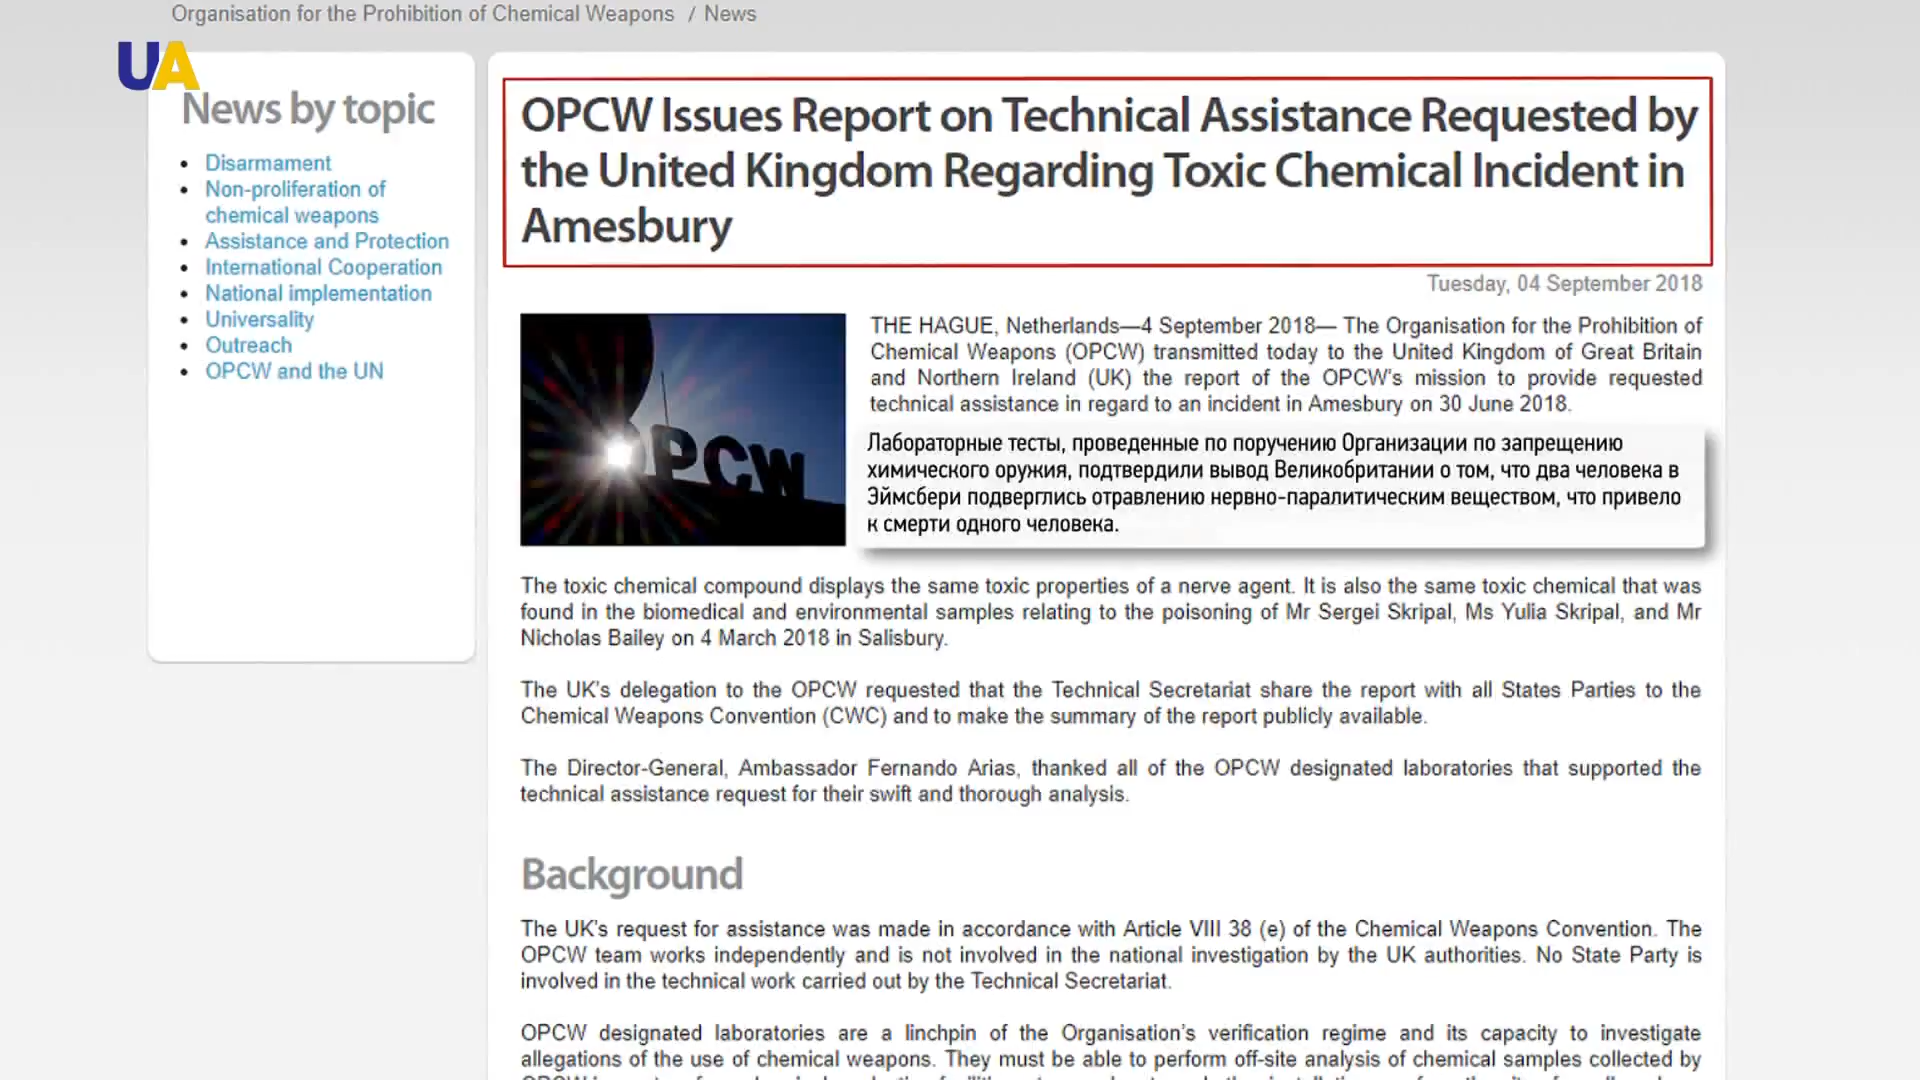 Organisation for the Prohibition of Chemical Weapons / News
UA
News by topic
Disarmament
Non-proliferation of
chemical weapons
Assistance and Protection
International Cooperation
National implementation
Universality
Outreach
OPCW and the UN
OPCW Issues Report on Technical Assistance Requested by
the United Kingdom Regarding Toxic Chemical Incident in
Amesbury
Tuesday, 04 September 2018
OPCW
THE HAGUE, Netherlands—4 September 2018— The Organisation for the Prohibition of
Chemical Weapons (OPCW) transmitted today to the United Kingdom of Great Britain
and Northern Ireland (UK) the report of the OPCW's mission to provide requested
technical assistance in regard to an incident in Amesbury on 30 June 2018.
Лабораторные тесты, проведенные по поручению Организации по запрещению
химического оружия, подтвердили вывод Великобритании о том, что два человека в
Эймсбери подверглись отравлению нервно-паралитическим веществом, что привело
к смерти одного человека.
The toxic chemical compound displays the same toxic properties of a nerve agent. It is also the same toxic chemical that was
found in the biomedical and environmental samples relating to the poisoning of Mr Sergei Skripal, Ms Yulia Skripal, and Mr
Nicholas Bailey on 4 March 2018 in Salisbury.
The UK's delegation to the OPCW requested that the Technical Secretariat share the report with all States Parties to the
Chemical Weapons Convention (CWC) and to make the summary of the report publicly available.
The Director-General, Ambassador Fernando Arias, thanked all of the OPCW designated laboratories that supported the
technical assistance request for their swift and thorough analysis.
Background
The UK's request for assistance was made in accordance with Article VIII 38 (e) of the Chemical Weapons Convention. The
OPCW team works independently and is not involved in the national investigation by the UK authorities. No State Party is
involved in the technical work carried out by the Technical Secretariat.
OPCW designated laboratories are a linchpin of the Organisation's verification regime and its capacity to investigate
allegations of the use of chemical weapons. They must be able to perform off-site analysis of chemical samples collected by